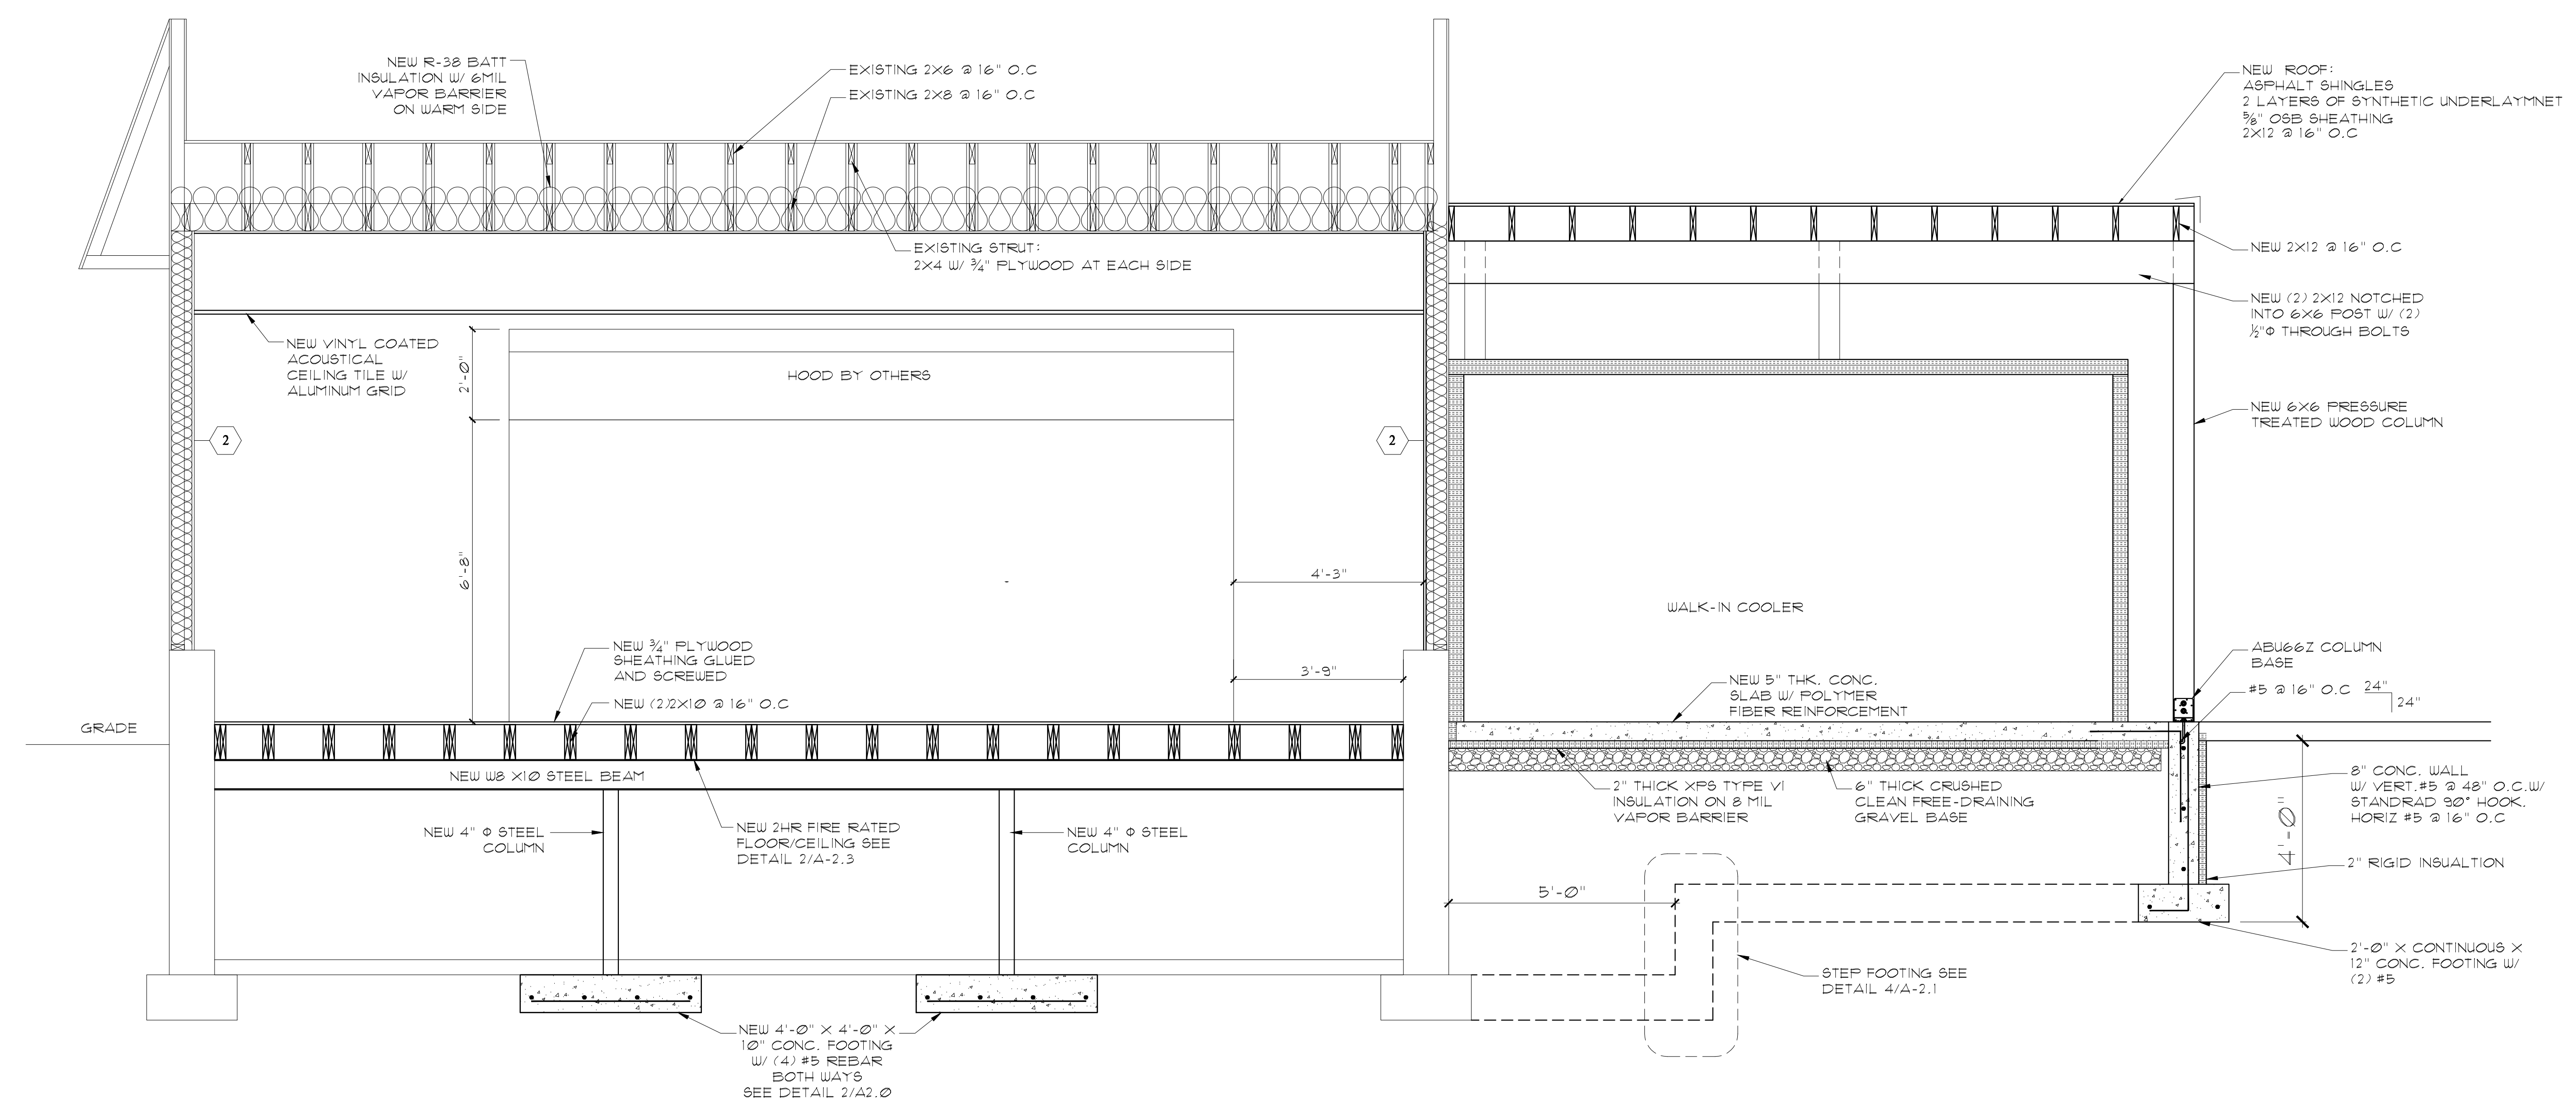 NEW R-38 BATT
INSULATION W/ 6MIL
VAPOR BARRIER
ON WARM SIDE
EXISTING 2X6 @ 16" O.C
EXISTING 2X8 @ 16" O.C
NEW ROOF:
ASPHALT SHINGLES
2 LAYERS OF SYNTHETIC UNDERLAYMNET
5/8" OSB SHEATHING
2X12 @ 16" O.C
EXISTING STRUT:
2X4 W/ 3/4" PLYWOOD AT EACH SIDE
NEW 2X12 @ 16" O.C
NEW (2) 2X12 NOTCHED
INTO 6X6 POST W/ (2)
1/2"Φ THROUGH BOLTS
NEW VINYL COATED
ACOUSTICAL
CEILING TILE W/
ALUMINUM GRID
2'-0"
HOOD BY OTHERS
NEW 6X6 PRESSURE
TREATED WOOD COLUMN
2
2
6'-8"
4'-3"
WALK-IN COOLER
NEW 3/4" PLYWOOD
SHEATHING GLUED
AND SCREWED
3'-9"
NEW (2)2X10 @ 16" O.C
NEW 5" THK. CONC.
SLAB W/ POLYMER
FIBER REINFORCEMENT
ABU66Z COLUMN
BASE
#5 @ 16" O.C 24"
24"
GRADE
NEW W8 X10 STEEL BEAM
2" THICK XPS TYPE VI
INSULATION ON 8 MIL
VAPOR BARRIER
6" THICK CRUSHED
CLEAN FREE-DRAINING
GRAVEL BASE
8" CONC. WALL
W/ VERT.#5 @ 48" O.C.W/
STANDRAD 90° HOOK.
HORIZ #5 @ 16" O.C
4'-0"
NEW 4" Φ STEEL
COLUMN
NEW 2HR FIRE RATED
FLOOR/CEILING SEE
DETAIL 2/A-2.3
NEW 4" Φ STEEL
COLUMN
2" RIGID INSUALTION
5'-0"
STEP FOOTING SEE
DETAIL 4/A-2.1
2'-0" X CONTINUOUS X
12" CONC. FOOTING W/
(2) #5
NEW 4'-0" X 4'-0" X
10" CONC. FOOTING
W/ (4) #5 REBAR
BOTH WAYS
SEE DETAIL 2/A2.0